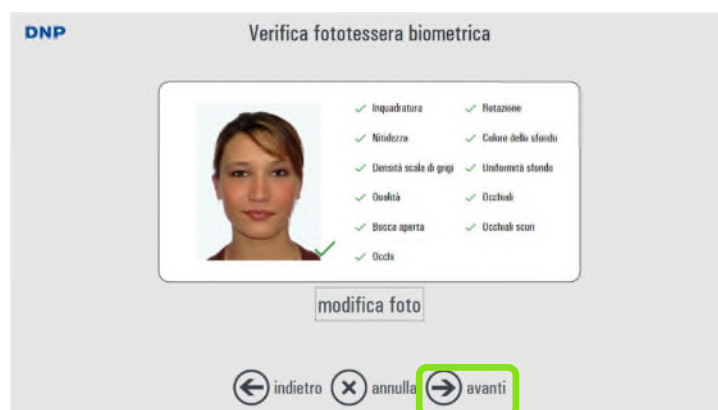 DNP
Verifica fototessera biometrica
Inquadratura
Rotazione
Nitidezza
Colore dello sfondo
Densità scala di grigi
Uniformità sfondo
Qualità
Occhiali
Bocca aperta
Occhiali scuri
Occhi
modifica foto
indietro
annulla
avanti